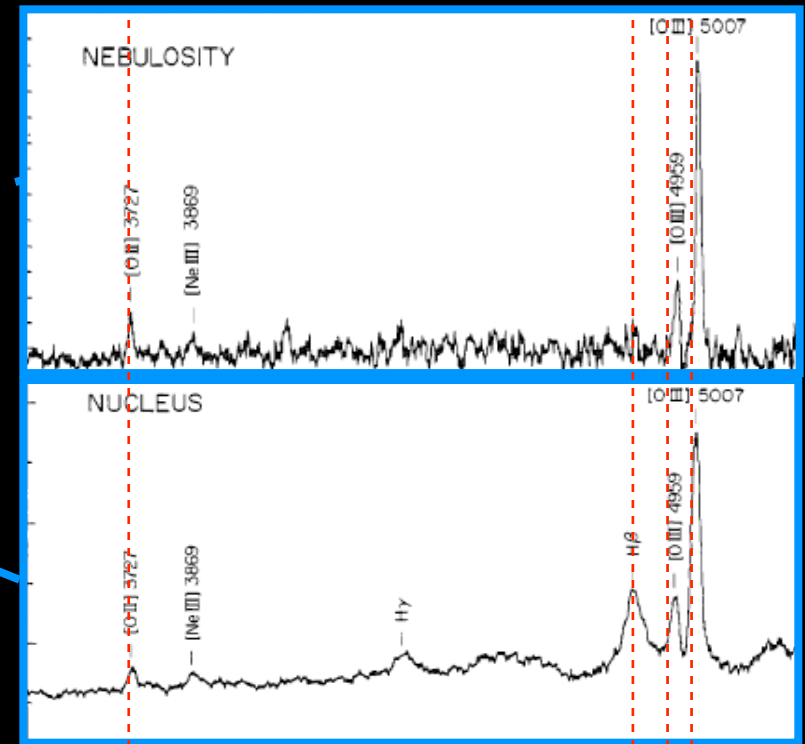 [O III] 5007
NEBULOSITY
[O II] 3727
[Ne III] 3869
[O III] 4959
NUCLEUS
[O III] 5007
[O II] 3727
[Ne III] 3869
Hγ
Hβ
[O III] 4959